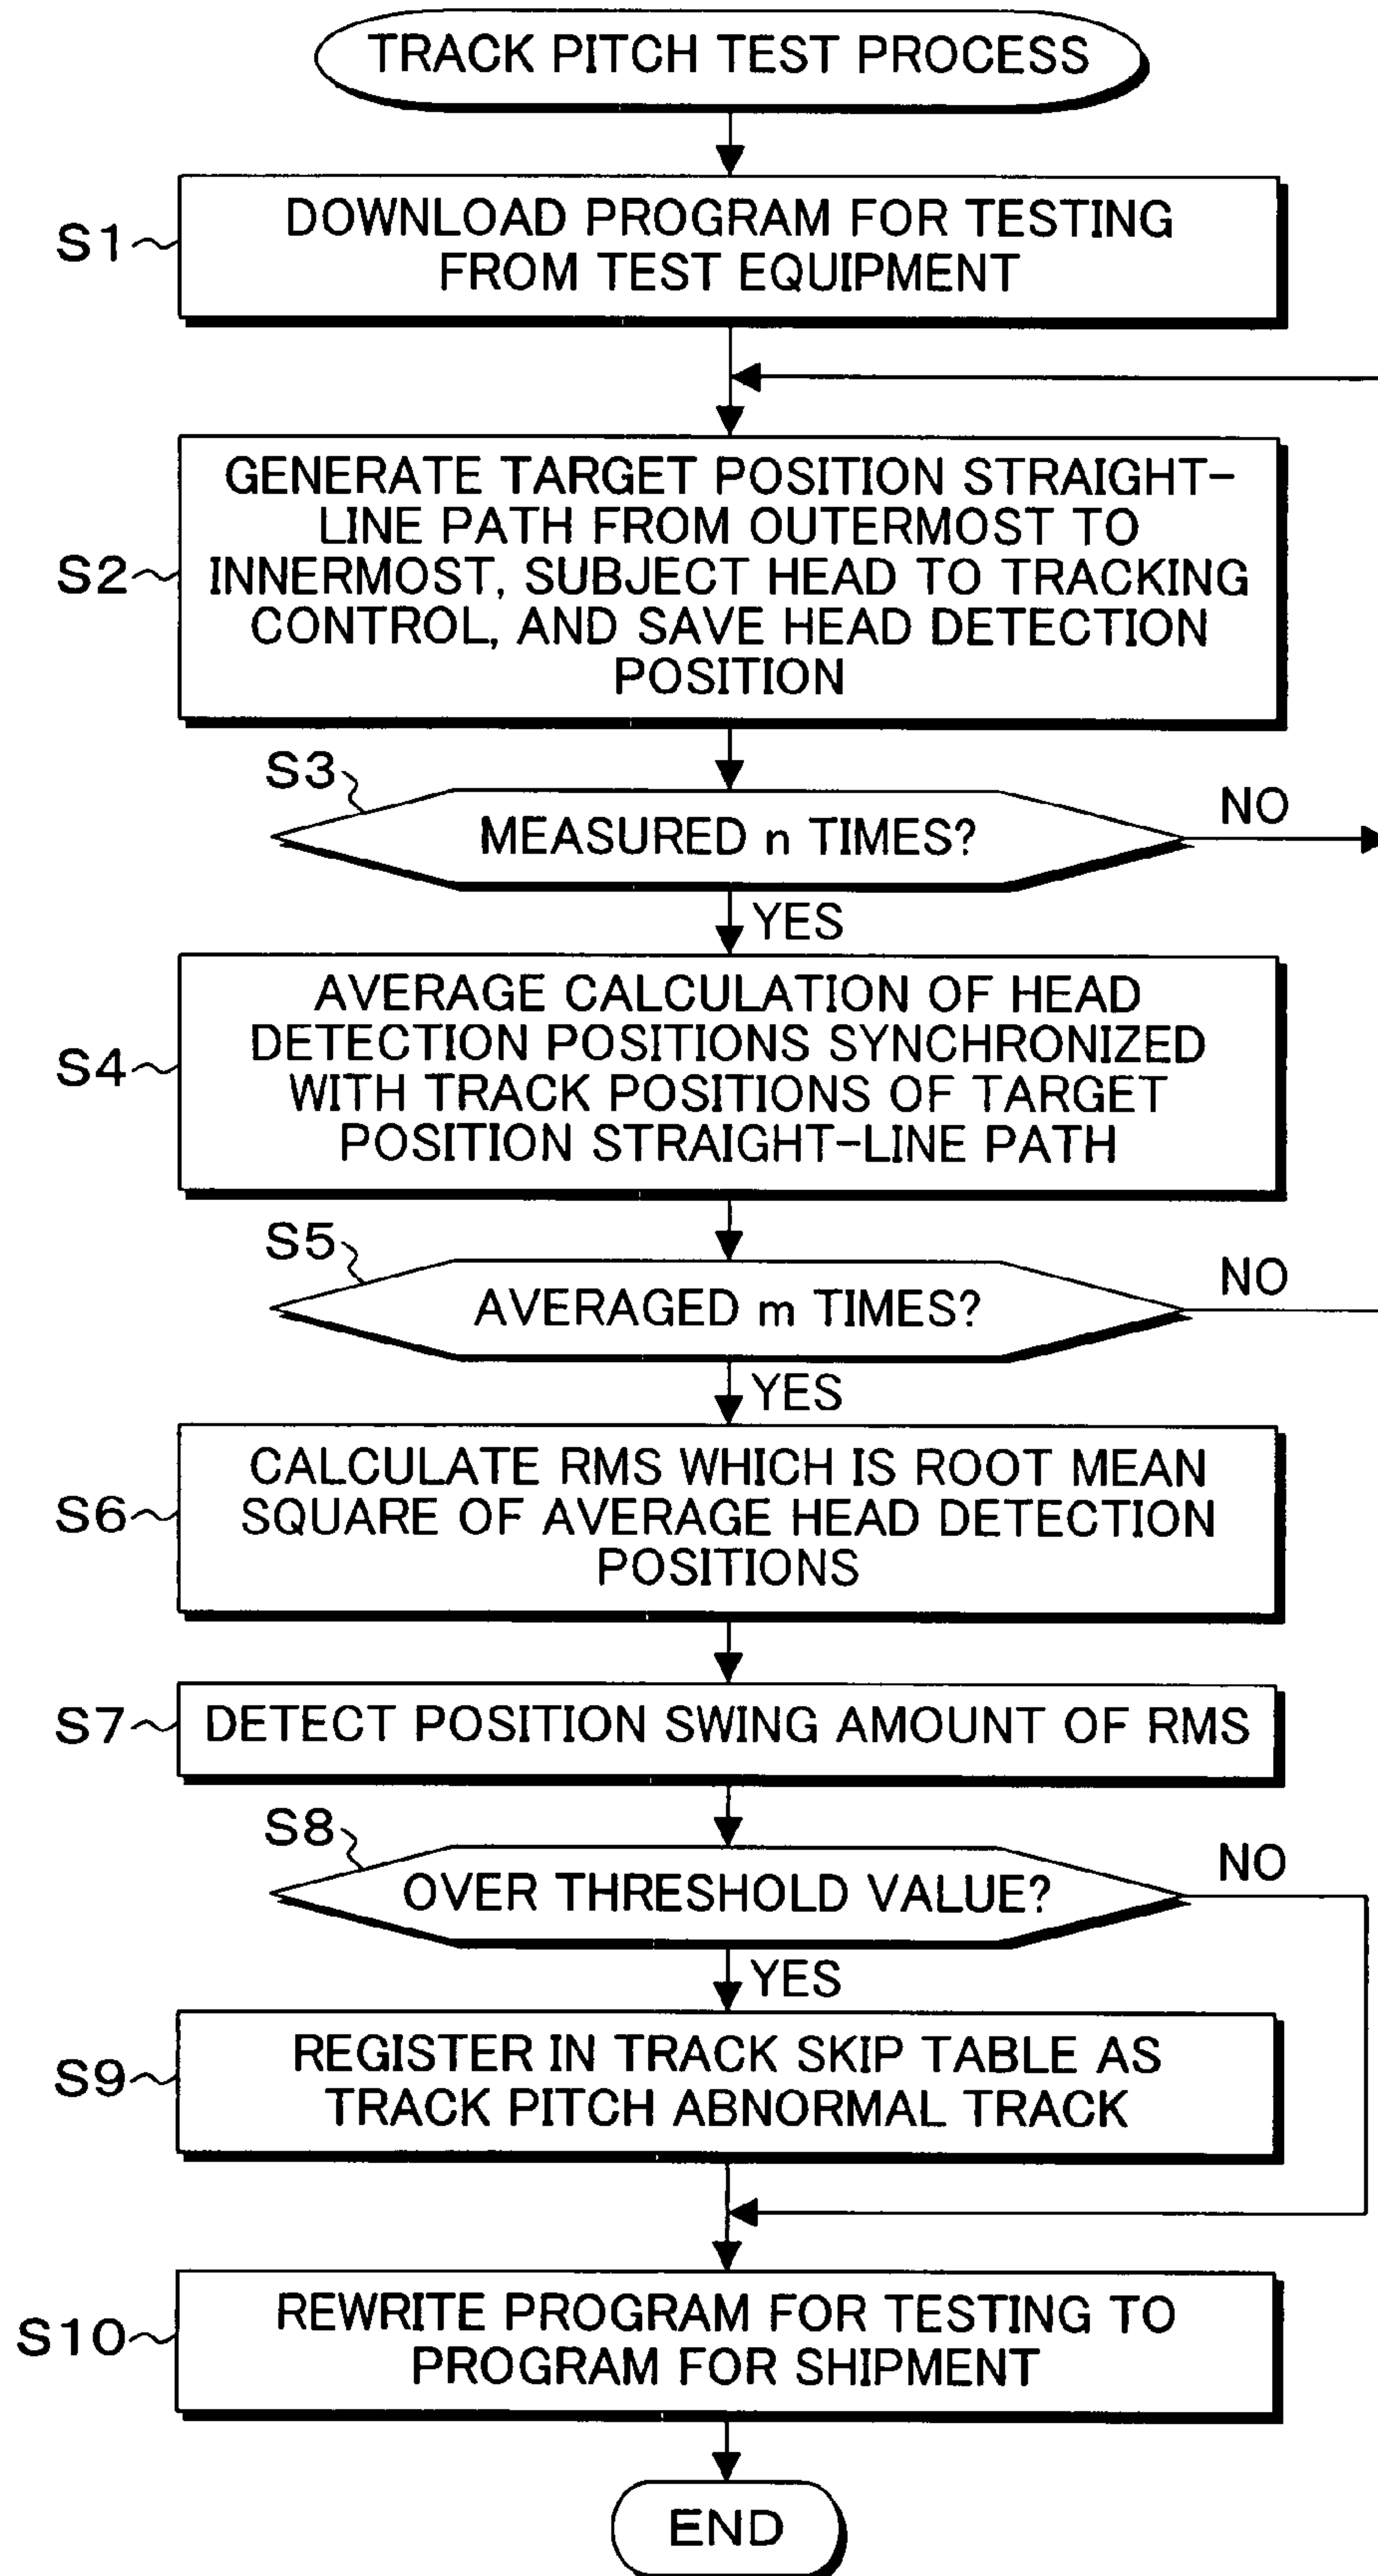 TRACK PITCH TEST PROCESS
S1
DOWNLOAD PROGRAM FOR TESTING
FROM TEST EQUIPMENT
S2
GENERATE TARGET POSITION STRAIGHT-
LINE PATH FROM OUTERMOST TO
INNERMOST, SUBJECT HEAD TO TRACKING
CONTROL, AND SAVE HEAD DETECTION
POSITION
S3
MEASURED n TIMES?
NO
YES
S4
AVERAGE CALCULATION OF HEAD
DETECTION POSITIONS SYNCHRONIZED
WITH TRACK POSITIONS OF TARGET
POSITION STRAIGHT-LINE PATH
S5
AVERAGED m TIMES?
NO
YES
S6
CALCULATE RMS WHICH IS ROOT MEAN
SQUARE OF AVERAGE HEAD DETECTION
POSITIONS
S7
DETECT POSITION SWING AMOUNT OF RMS
S8
OVER THRESHOLD VALUE?
NO
YES
S9
REGISTER IN TRACK SKIP TABLE AS
TRACK PITCH ABNORMAL TRACK
S10
REWRITE PROGRAM FOR TESTING TO
PROGRAM FOR SHIPMENT
END